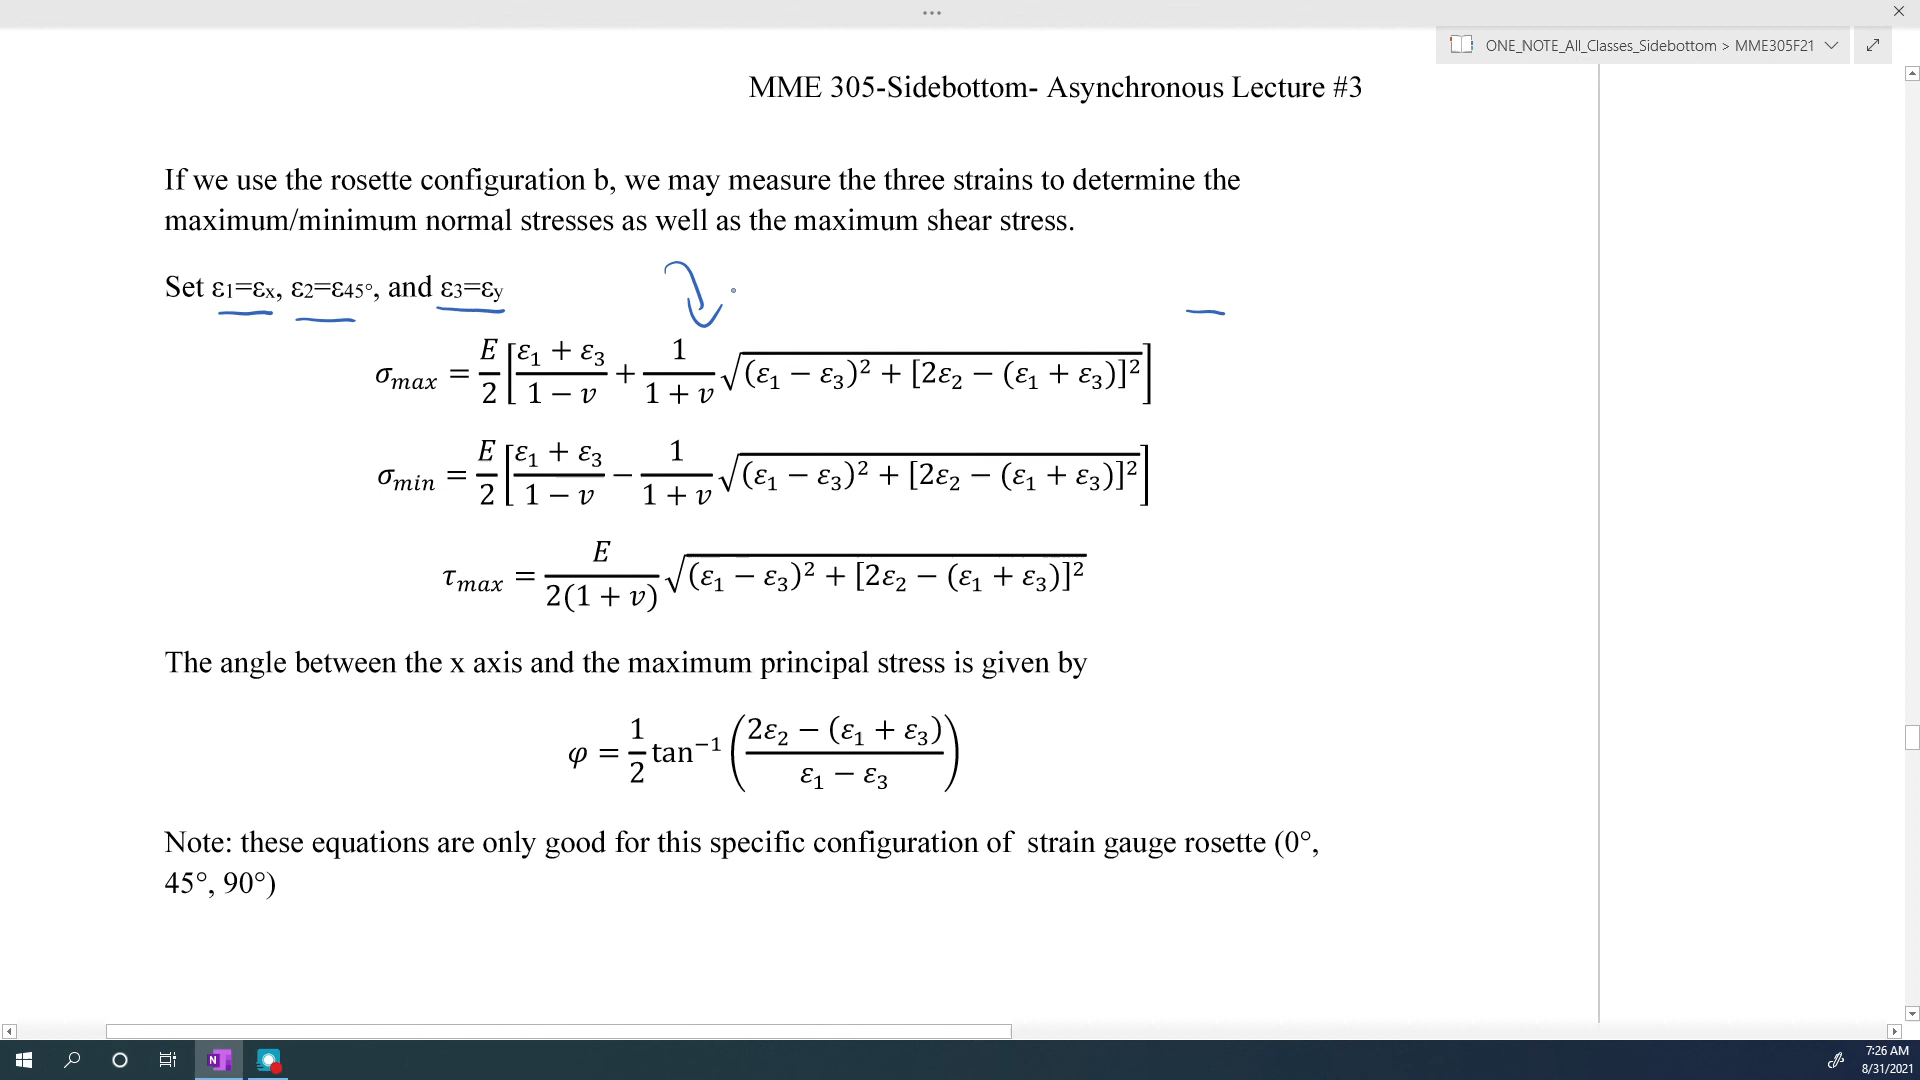 ONE_NOTE_All_Classes_Sidebottom > MME305F21
MME 305-Sidebottom- Asynchronous Lecture #3
If we use the rosette configuration b, we may measure the three strains to determine the
maximum/minimum normal stresses as well as the maximum shear stress.
Set ε₁=εₓ, ε₂=ε₄₅°, and ε₃=εy
σ_max = E/2 [(ε₁ + ε₃)/(1 − ν) + 1/(1 + ν) √((ε₁ − ε₃)² + [2ε₂ − (ε₁ + ε₃)]²)]
σ_min = E/2 [(ε₁ + ε₃)/(1 − ν) − 1/(1 + ν) √((ε₁ − ε₃)² + [2ε₂ − (ε₁ + ε₃)]²)]
τ_max = E/(2(1 + ν)) √((ε₁ − ε₃)² + [2ε₂ − (ε₁ + ε₃)]²)
The angle between the x axis and the maximum principal stress is given by
φ = 1/2 tan⁻¹((2ε₂ − (ε₁ + ε₃))/(ε₁ − ε₃))
Note: these equations are only good for this specific configuration of strain gauge rosette (0°,
45°, 90°)
N
7:26 AM
8/31/2021